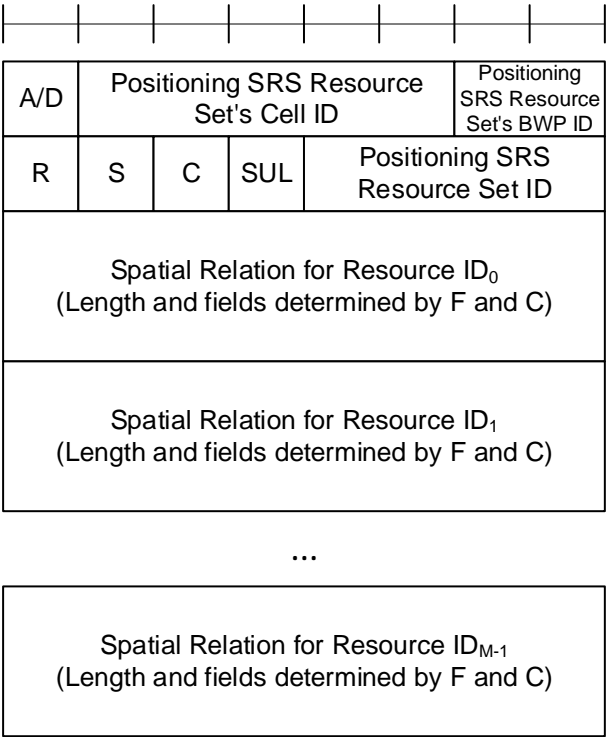 A/D
Positioning SRS Resource
Set's Cell ID
Positioning
SRS Resource
Set's BWP ID
R
S
C
SUL
Positioning SRS
Resource Set ID
Spatial Relation for Resource ID₀
(Length and fields determined by F and C)
Spatial Relation for Resource ID₁
(Length and fields determined by F and C)
...
Spatial Relation for Resource ID_M-1
(Length and fields determined by F and C)